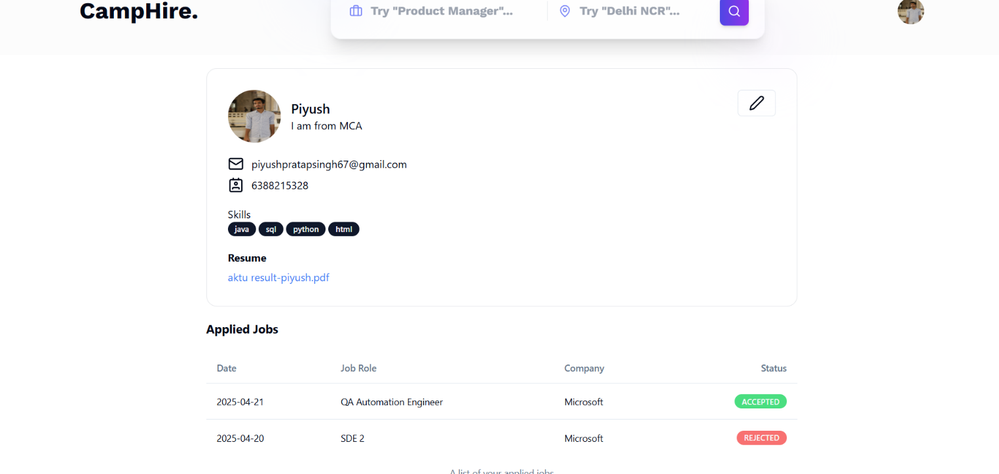 CampHire.
Try "Product Manager"... Try "Delhi NCR"...
Piyush
I am from MCA
piyushpratapsingh67@gmail.com
6388215328
Skills
java sql python html
Resume
aktu result-piyush.pdf
Applied Jobs
Date Job Role Company Status
2025-04-21 QA Automation Engineer Microsoft ACCEPTED
2025-04-20 SDE 2 Microsoft REJECTED
A list of your applied jobs